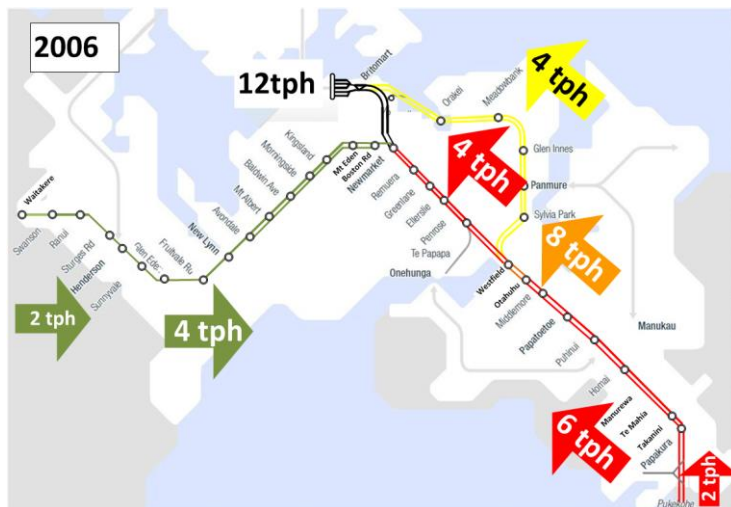 2006
12tph
Britomart
Orakei
Meadowbank
4 tph
Glen Innes
Panmure
Sylvia Park
4 tph
8 tph
Kingsland
Morningside
Baldwin Ave
Mt Albert
Avondale
New Lynn
Fruitvale Rd
Glen Eden
Sunnyvale
Henderson
Sturges Rd
Ranui
Swanson
Waitakere
Mt Eden
Boston Rd
Newmarket
Remuera
Greenlane
Ellerslie
Penrose
Te Papapa
Onehunga
Westfield
Otahuhu
Middlemore
Papatoetoe
Puhinui
Homai
Manukau
Manurewa
Te Mahia
Takanini
Papakura
Pukekohe
2 tph
4 tph
6 tph
2 tph